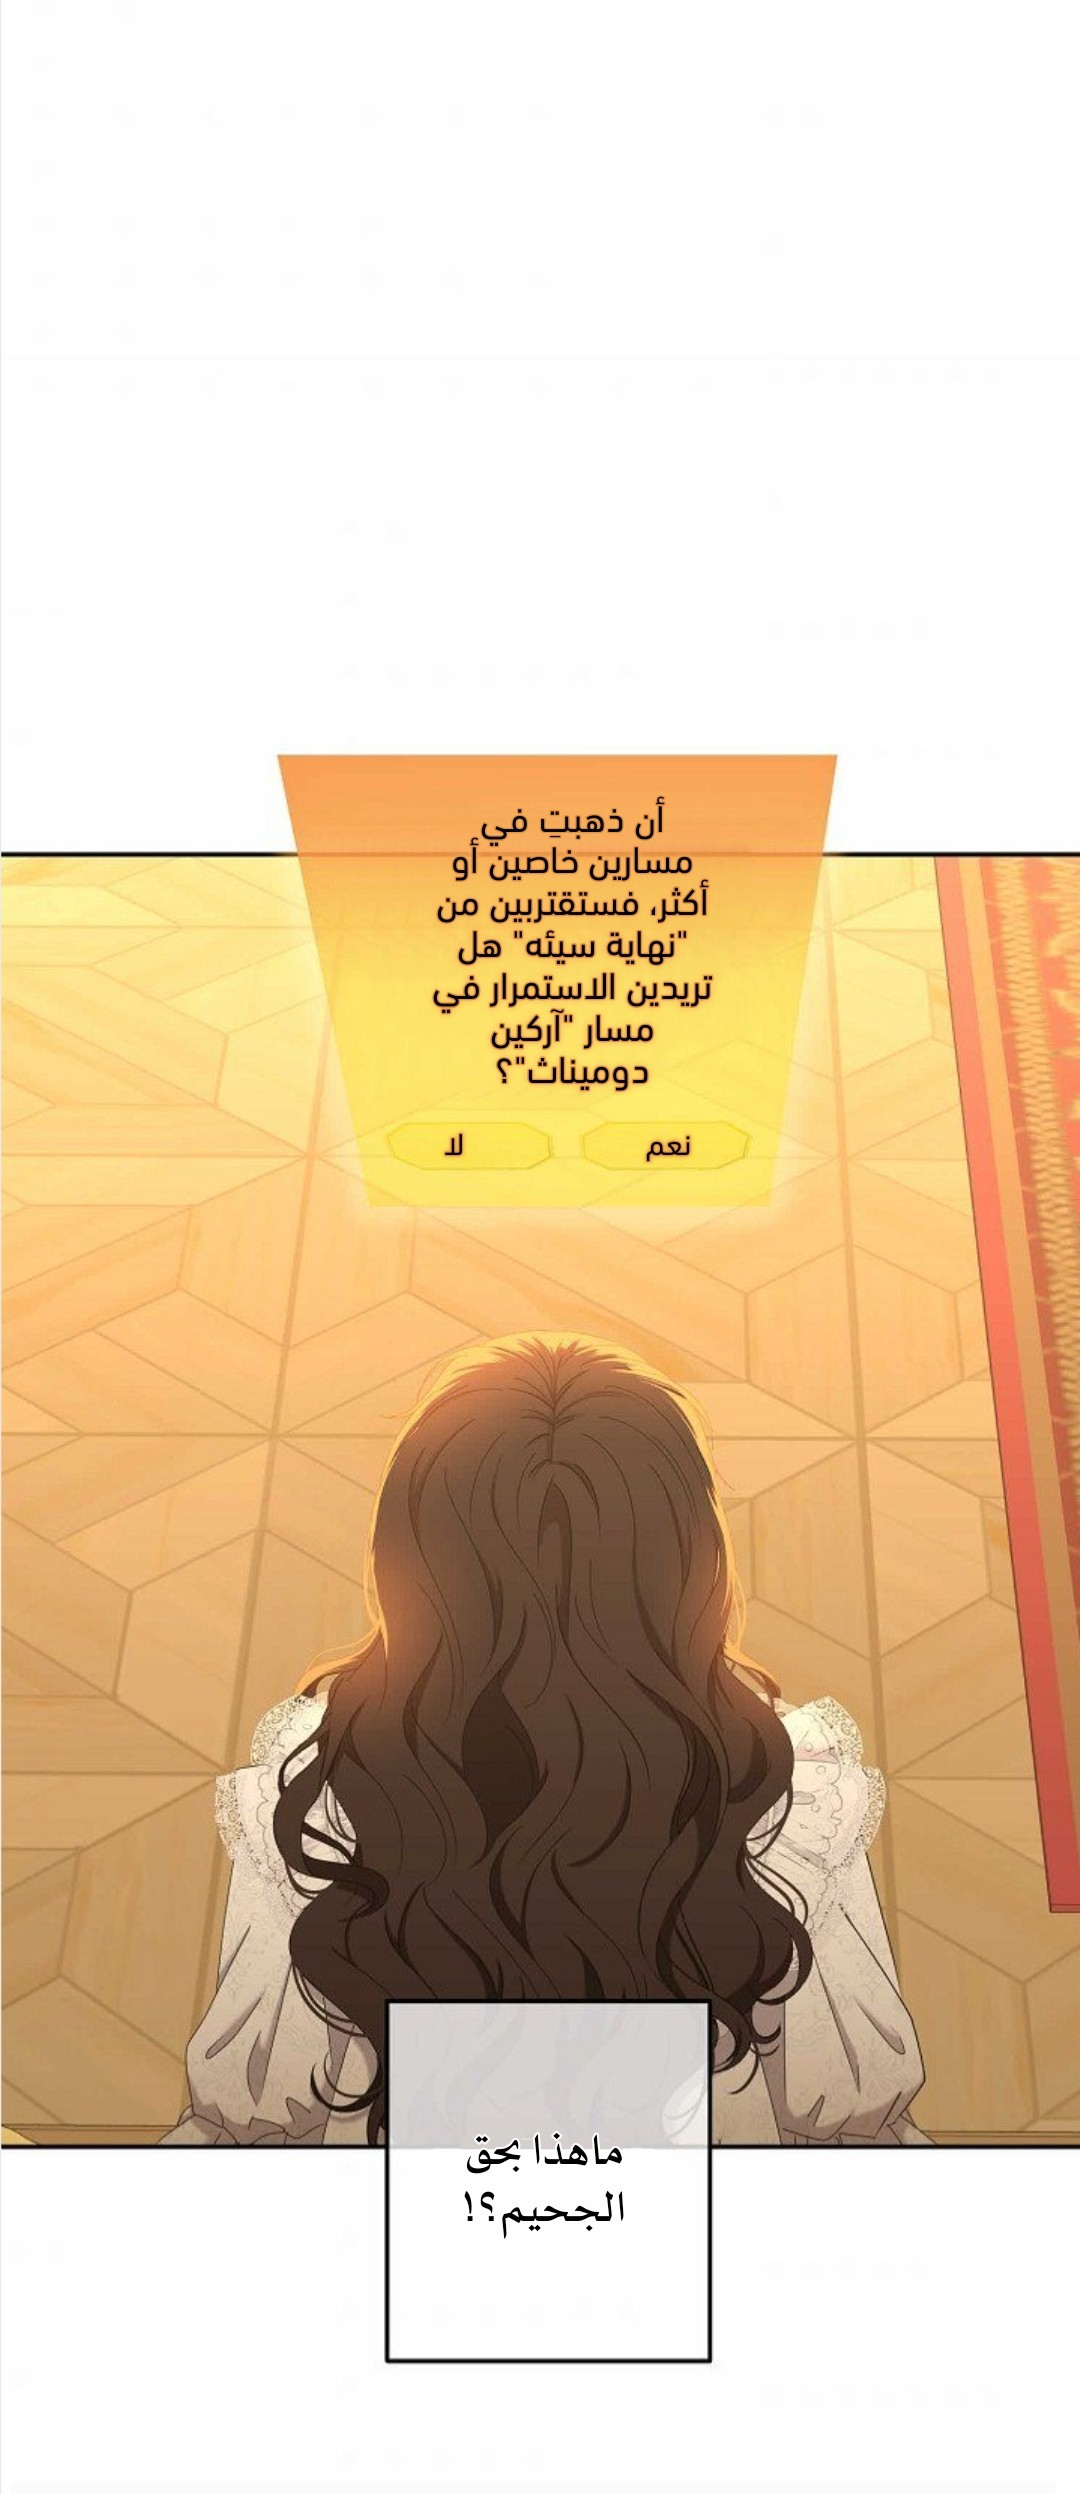 أن ذهبتِ في
مسارين خاصين أو
أكثر، فستقتربين من
"نهاية سيئه" هل
تريدين الاستمرار في
مسار "آركين
دوميناث"؟
نعم
لا
ماهذا بحق
الجحيم؟!